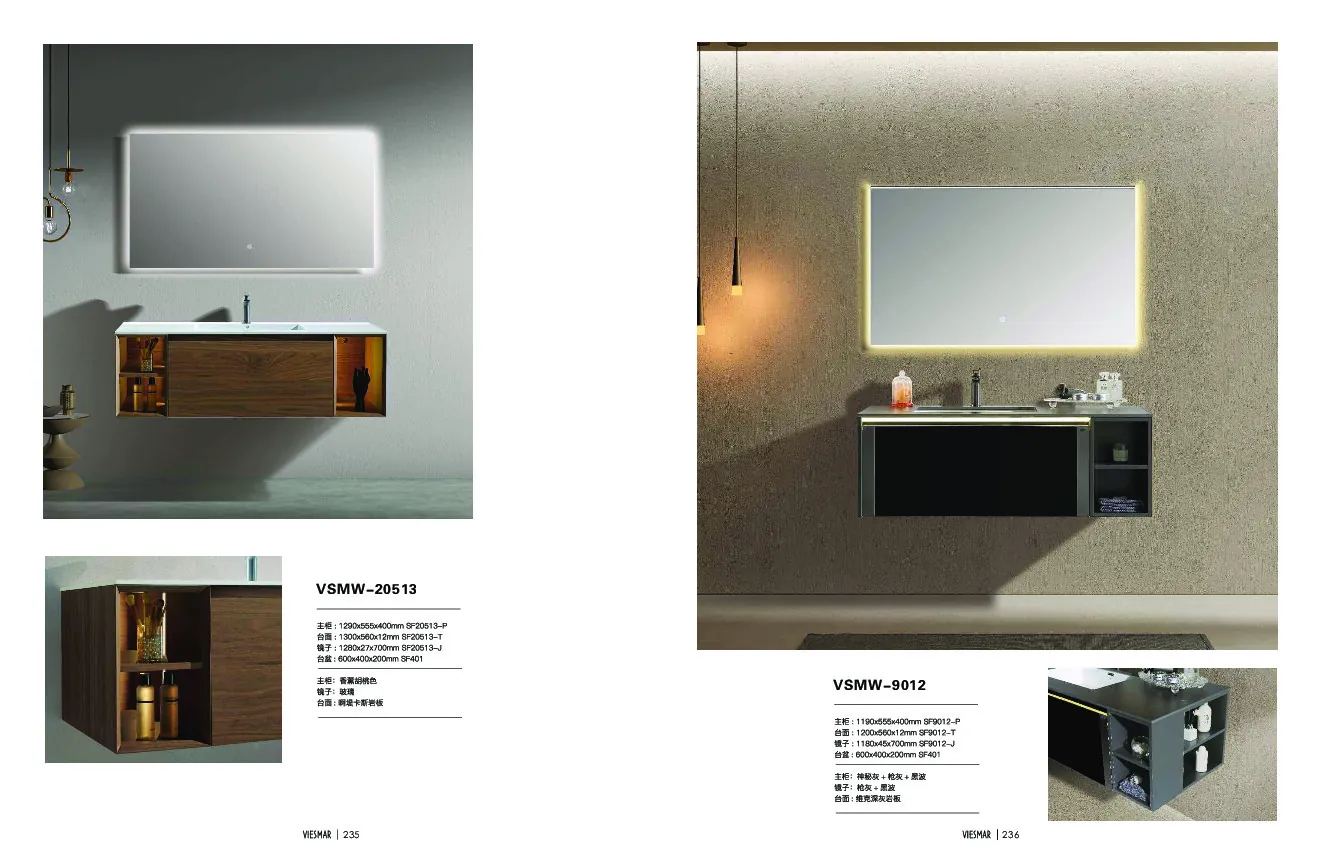 VSMW-20513
主柜：1290x555x400mm SF20513-P
台面：1300x560x12mm SF20513-T
镜子：1280x27x700mm SF20513-J
台盆：600x400x200mm SF401
主柜：香薰胡桃色
镜子：玻璃
台面：啊堤卡斯岩板
VIESMAR | 235
VSMW-9012
主柜：1190x555x400mm SF9012-P
台面：1200x560x12mm SF9012-T
镜子：1180x45x700mm SF9012-J
台盆：600x400x200mm SF401
主柜：神秘灰 + 枪灰 + 黑波
镜子：枪灰 + 黑波
台面：维克深灰岩板
VIESMAR | 236